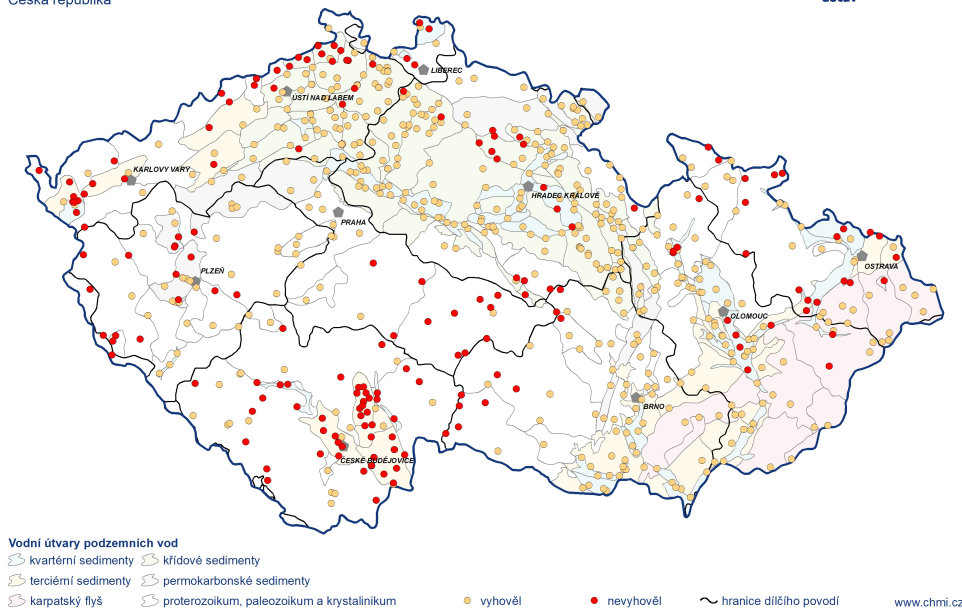 Česká republika
ústav
LIBEREC
ÚSTÍ NAD LABEM
KARLOVY VARY
HRADEC KRÁLOVÉ
PRAHA
PLZEŇ
OSTRAVA
OLOMOUC
BRNO
ČESKÉ BUDĚJOVICE
Vodní útvary podzemních vod
kvartérní sedimenty
křídové sedimenty
terciérní sedimenty
permokarbonské sedimenty
karpatský flyš
proterozoikum, paleozoikum a krystalinikum
vyhověl
nevyhověl
hranice dílčího povodí
www.chmi.cz